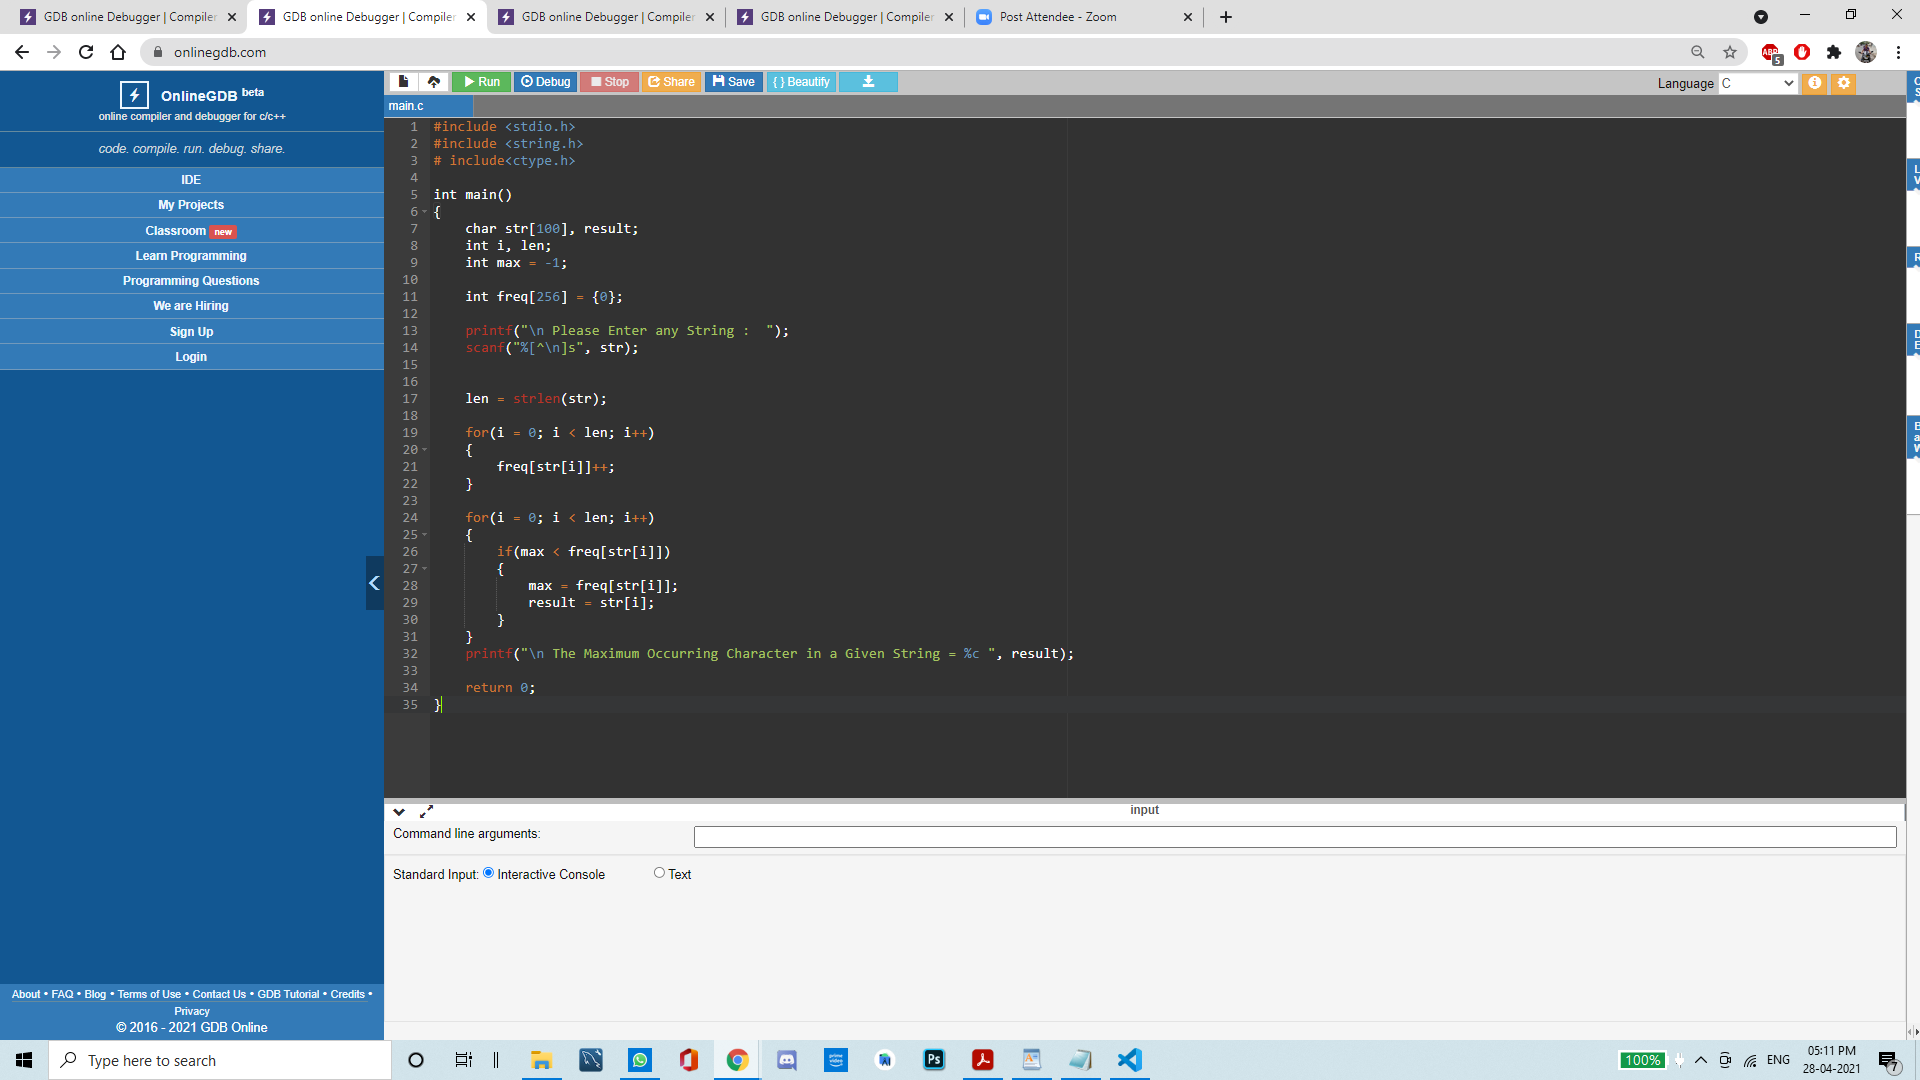 GDB online Debugger | Compiler
GDB online Debugger | Compiler
GDB online Debugger | Compiler
GDB online Debugger | Compiler
Post Attendee - Zoom
onlinegdb.com
ABP
5
OnlineGDB beta
online compiler and debugger for c/c++
code. compile. run. debug. share.
IDE
My Projects
Classroom new
Learn Programming
Programming Questions
We are Hiring
Sign Up
Login
About • FAQ • Blog • Terms of Use • Contact Us • GDB Tutorial • Credits •
Privacy
© 2016 - 2021 GDB Online
Run Debug Stop Share Save { } Beautify
Language C
main.c
1 #include <stdio.h>
2 #include <string.h>
3 # include<ctype.h>
4
5 int main()
6 {
7 char str[100], result;
8 int i, len;
9 int max = -1;
10
11 int freq[256] = {0};
12
13 printf("\n Please Enter any String :  ");
14 scanf("%[^\n]s", str);
15
16
17 len = strlen(str);
18
19 for(i = 0; i < len; i++)
20 {
21 freq[str[i]]++;
22 }
23
24 for(i = 0; i < len; i++)
25 {
26 if(max < freq[str[i]])
27 {
28 max = freq[str[i]];
29 result = str[i];
30 }
31 }
32 printf("\n The Maximum Occurring Character in a Given String = %c ", result);
33
34 return 0;
35 }
input
Command line arguments:
Standard Input: Interactive Console Text
Type here to search
prime video
Ps
100%
ENG
05:11 PM
28-04-2021
7